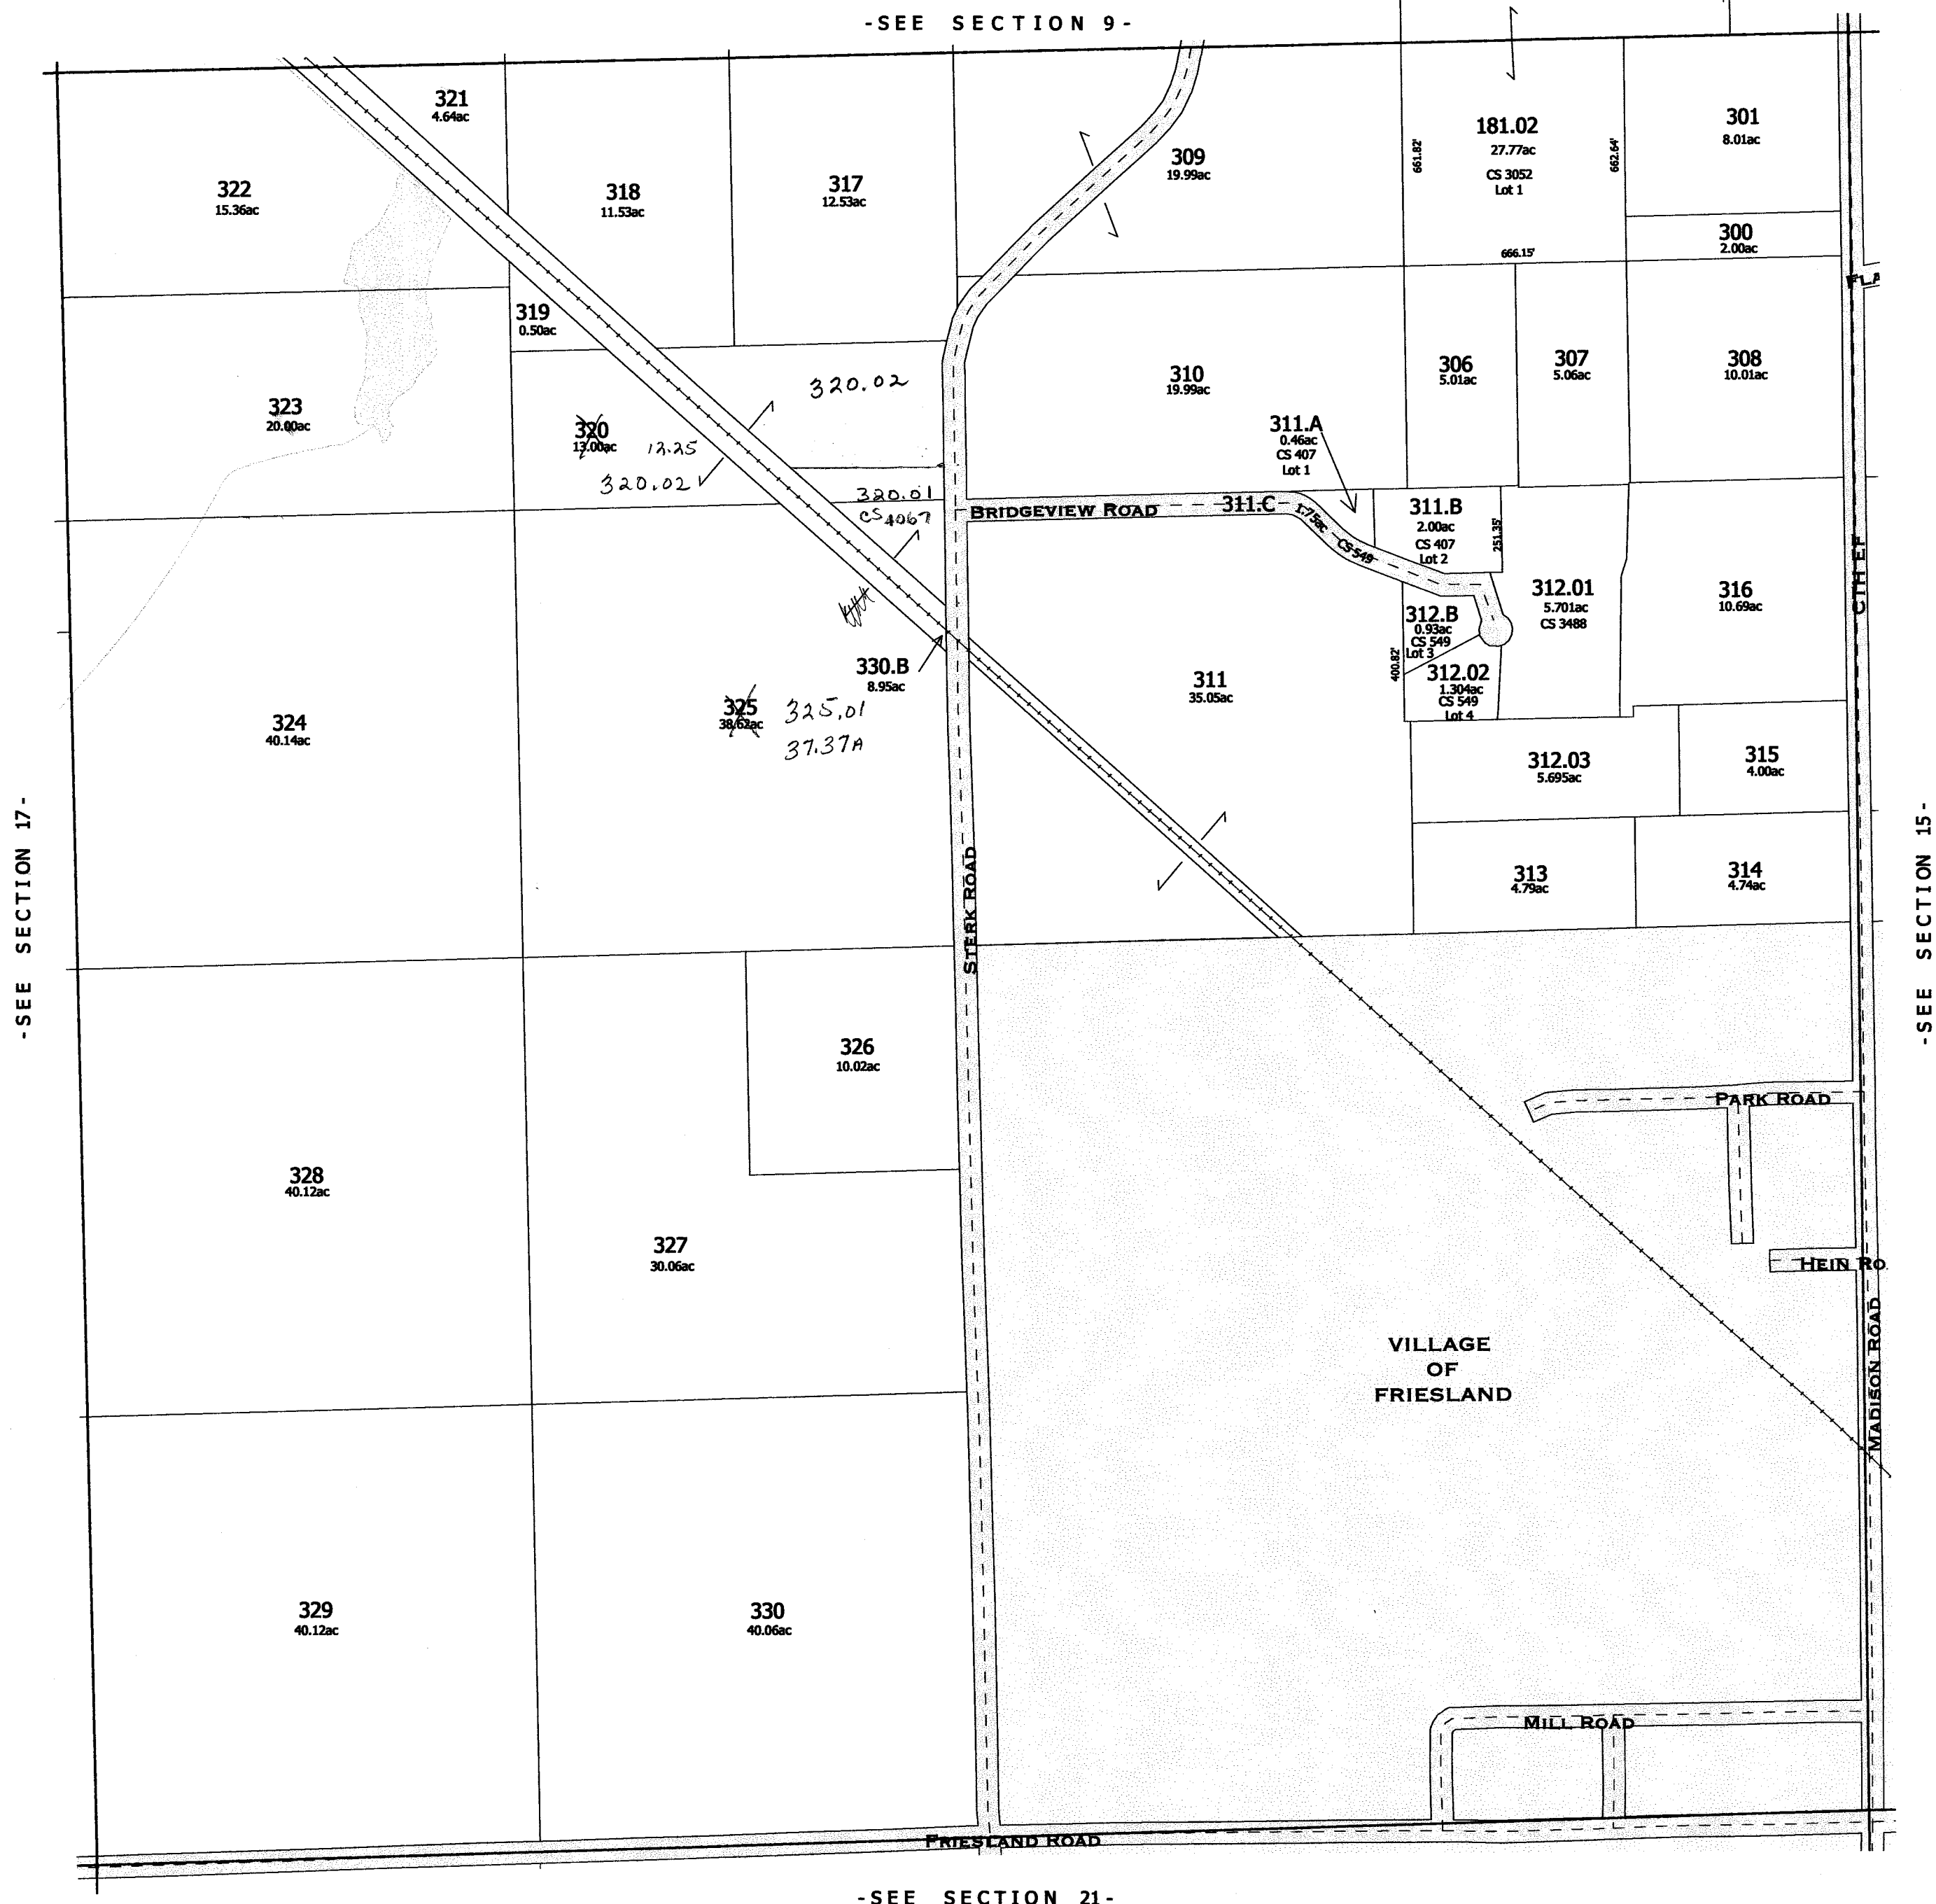 -SEE SECTION 9-
321
4.64ac
322
15.36ac
318
11.53ac
317
12.53ac
309
19.99ac
661.82'
181.02
27.77ac
CS 3052
Lot 1
662.64'
666.15'
301
8.01ac
300
2.00ac
FLA
319
0.50ac
323
20.00ac
320
13.00ac
12.25
320.02
320.02
320.01
CS 4067
310
19.99ac
306
5.01ac
307
5.06ac
308
10.01ac
311.A
0.46ac
CS 407
Lot 1
BRIDGEVIEW ROAD
311.C
1.75ac
CS 549
311.B
2.00ac
CS 407
Lot 2
251.35'
312.01
5.701ac
CS 3488
316
10.69ac
CTH EF
312.B
0.93ac
CS 549
Lot 3
400.82'
312.02
1.304ac
CS 549
Lot 4
330.B
8.95ac
311
35.05ac
324
40.14ac
325
38.62ac
325.01
37.37A
312.03
5.695ac
315
4.00ac
313
4.79ac
314
4.74ac
-SEE SECTION 17-
-SEE SECTION 15-
STERK ROAD
326
10.02ac
328
40.12ac
327
30.06ac
PARK ROAD
HEIN RO
MADISON ROAD
VILLAGE
OF
FRIESLAND
329
40.12ac
330
40.06ac
MILL ROAD
FRIESLAND ROAD
-SEE SECTION 21-